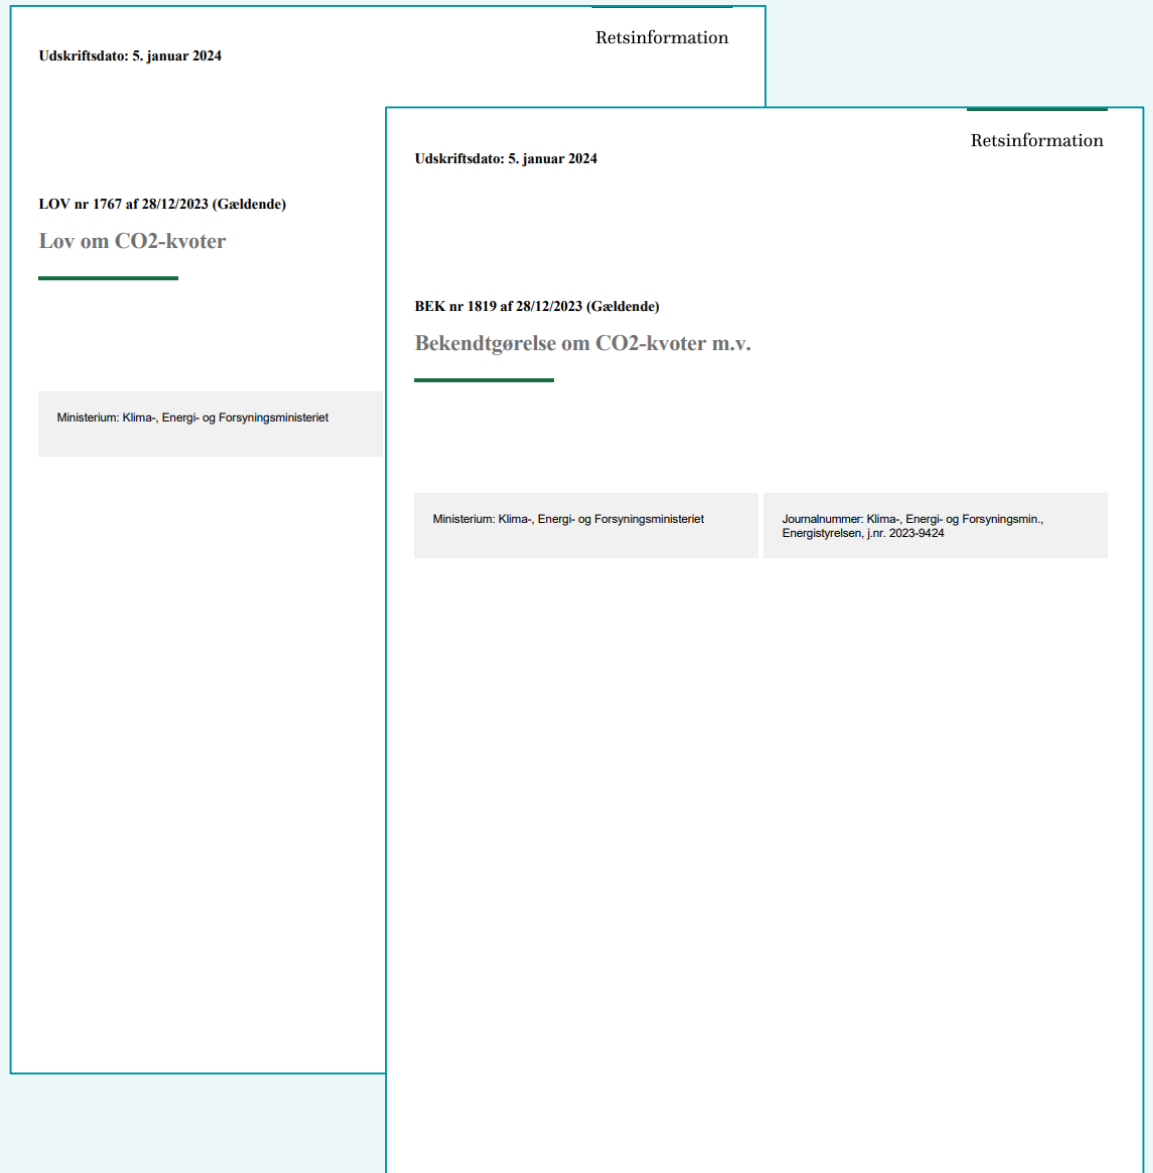 Retsinformation
Udskriftsdato: 5. januar 2024
LOV nr 1767 af 28/12/2023 (Gældende)
Lov om CO2-kvoter
Ministerium: Klima-, Energi- og Forsyningsministeriet
Retsinformation
Udskriftsdato: 5. januar 2024
BEK nr 1819 af 28/12/2023 (Gældende)
Bekendtgørelse om CO2-kvoter m.v.
Ministerium: Klima-, Energi- og Forsyningsministeriet
Journalnummer: Klima-, Energi- og Forsyningsmin.,
Energistyrelsen, j.nr. 2023-9424